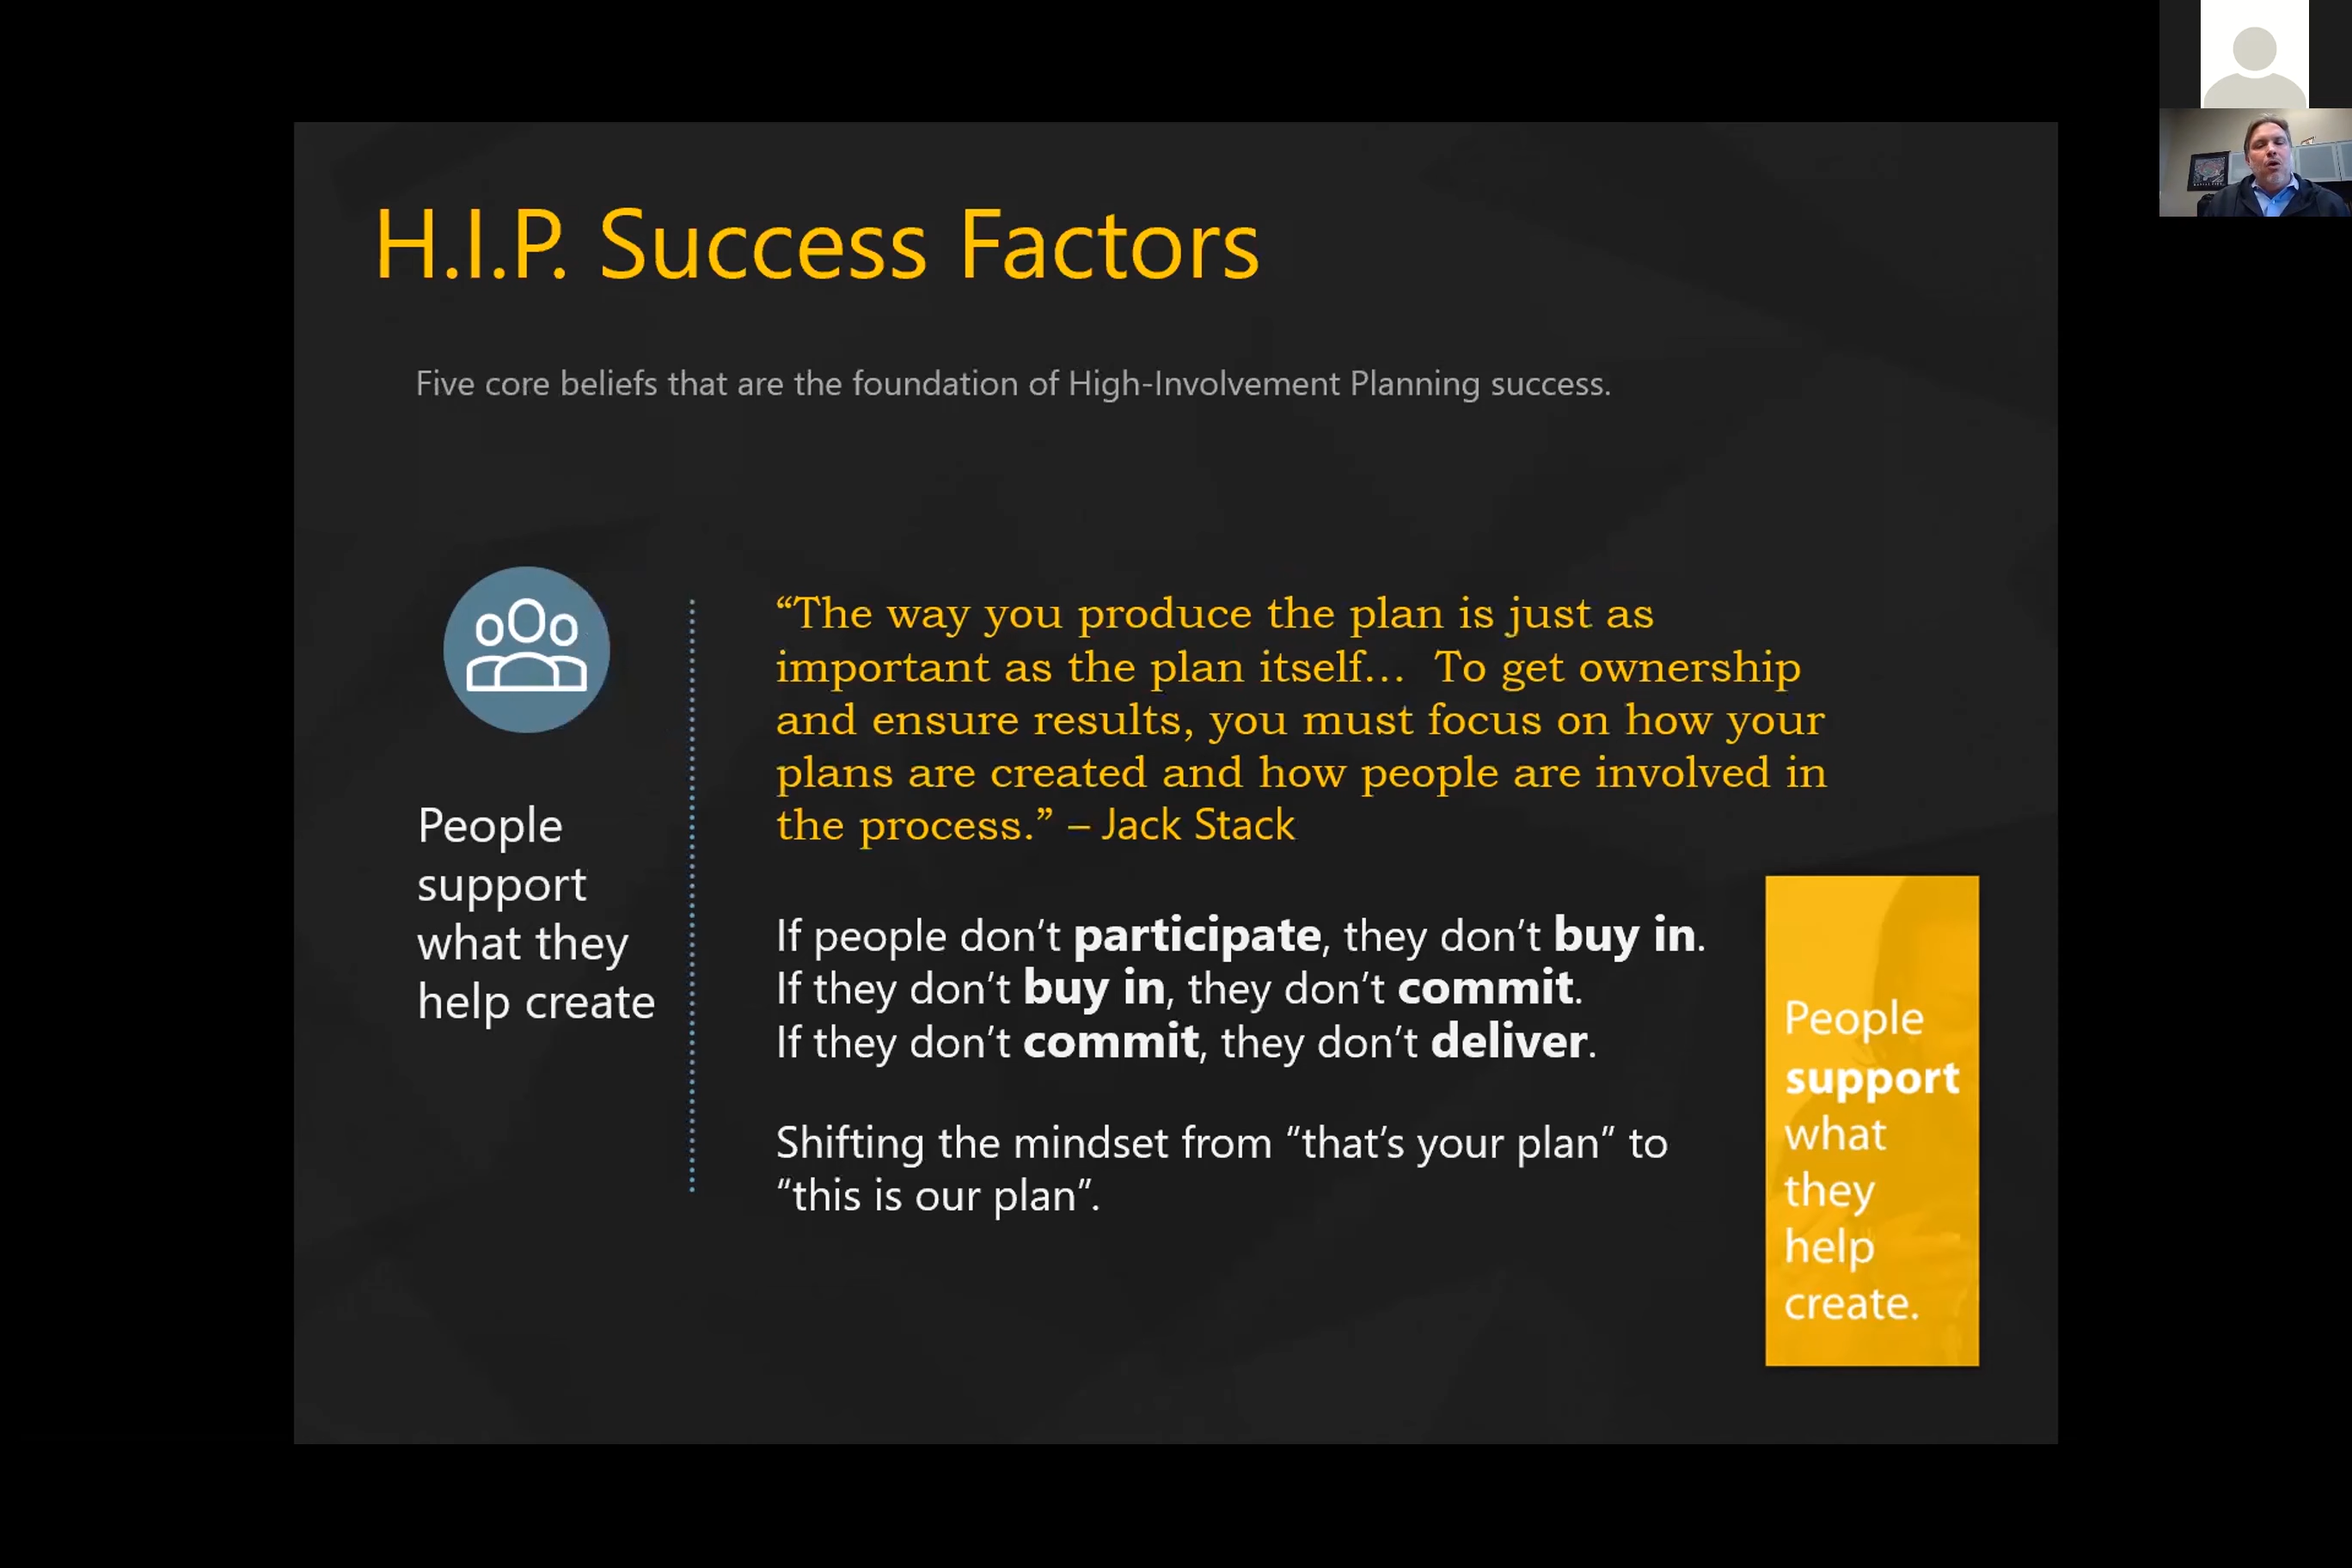 H.I.P. Success Factors
Five core beliefs that are the foundation of High-Involvement Planning success.
People
support
what they
help create
“The way you produce the plan is just as
important as the plan itself… To get ownership
and ensure results, you must focus on how your
plans are created and how people are involved in
the process.” – Jack Stack
If people don’t participate, they don’t buy in.
If they don’t buy in, they don’t commit.
If they don’t commit, they don’t deliver.
Shifting the mindset from “that’s your plan” to
“this is our plan”.
People
support
what
they
help
create.